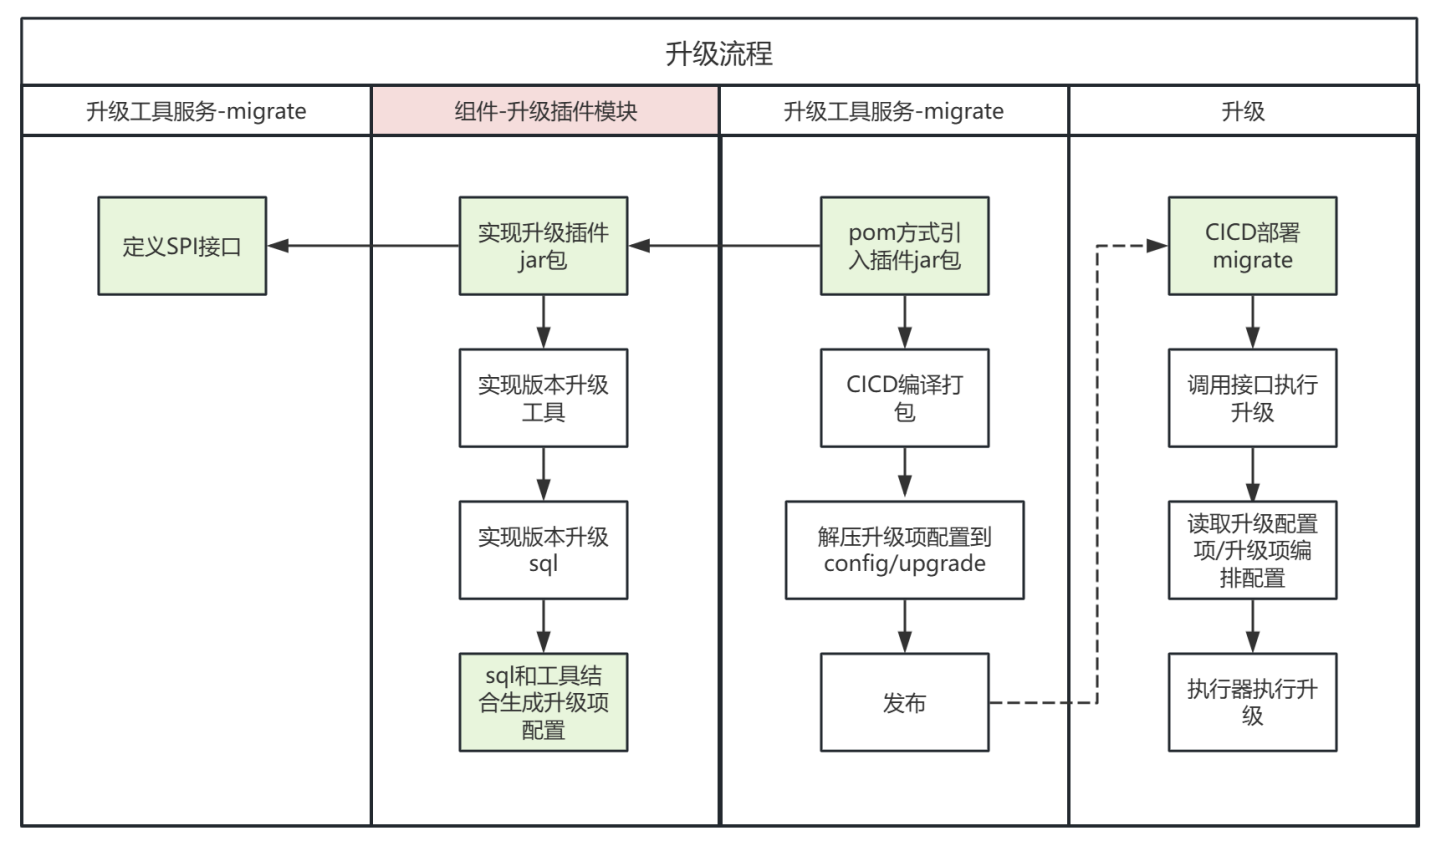 升级流程
升级工具服务-migrate
组件-升级插件模块
升级工具服务-migrate
升级
定义SPI接口
实现升级插件
jar包
实现版本升级
工具
实现版本升级
sql
sql和工具结
合生成升级项
配置
pom方式引
入插件jar包
CICD编译打
包
解压升级项配置到
config/upgrade
发布
CICD部署
migrate
调用接口执行
升级
读取升级配置
项/升级项编
排配置
执行器执行升
级